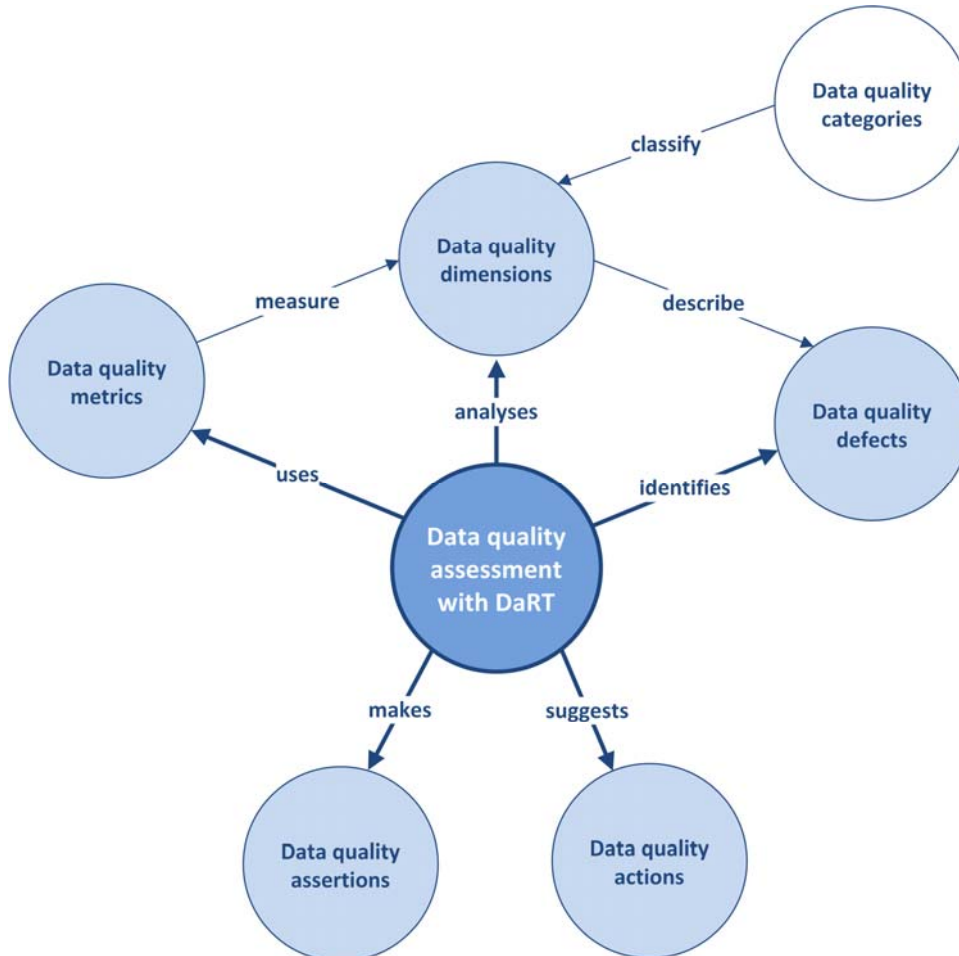 Data quality
categories
classify
Data quality
dimensions
measure
describe
Data quality
metrics
analyses
Data quality
defects
uses
identifies
Data quality
assessment
with DaRT
makes
suggests
Data quality
assertions
Data quality
actions